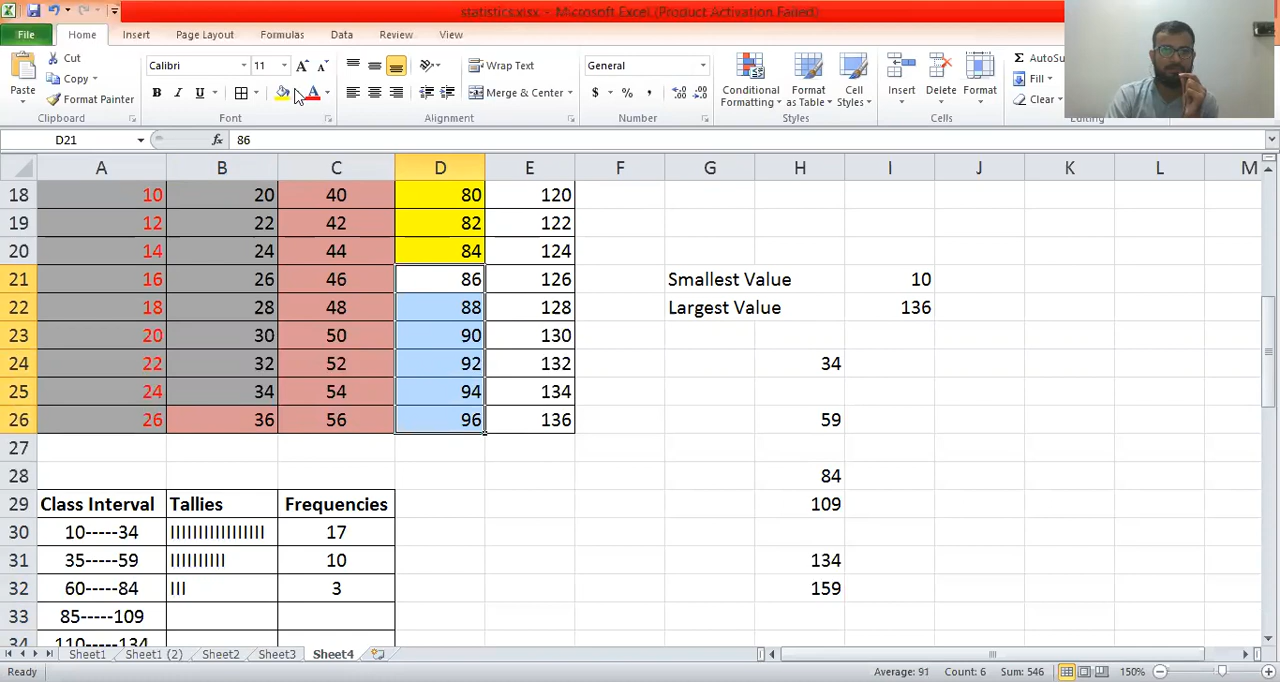 statistics.xlsx - Microsoft Excel (Product Activation Failed)
File Home Insert Page Layout Formulas Data Review View
Paste Cut Copy Format Painter Clipboard
Calibri 11 B I U A A A Font
Wrap Text Merge & Center Alignment
General $ % , Number
Conditional Formatting Format as Table Cell Styles Styles
Insert Delete Format Cells
Σ Fill Clear
D21 fx 86
A B C D E F G H I J K L M
18 10 20 40 80 120
19 12 22 42 82 122
20 14 24 44 84 124
21 16 26 46 86 126 Smallest Value 10
22 18 28 48 88 128 Largest Value 136
23 20 30 50 90 130
24 22 32 52 92 132 34
25 24 34 54 94 134
26 26 36 56 96 136 59
27
28 84
29 Class Interval Tallies Frequencies 109
30 10-----34 IIIIIIIIIIIIIIIII 17
31 35-----59 IIIIIIIIII 10 134
32 60-----84 III 3 159
33 85-----109
34 110-----134
Sheet1 Sheet1 (2) Sheet2 Sheet3 Sheet4
Ready Average: 91 Count: 6 Sum: 546 150%